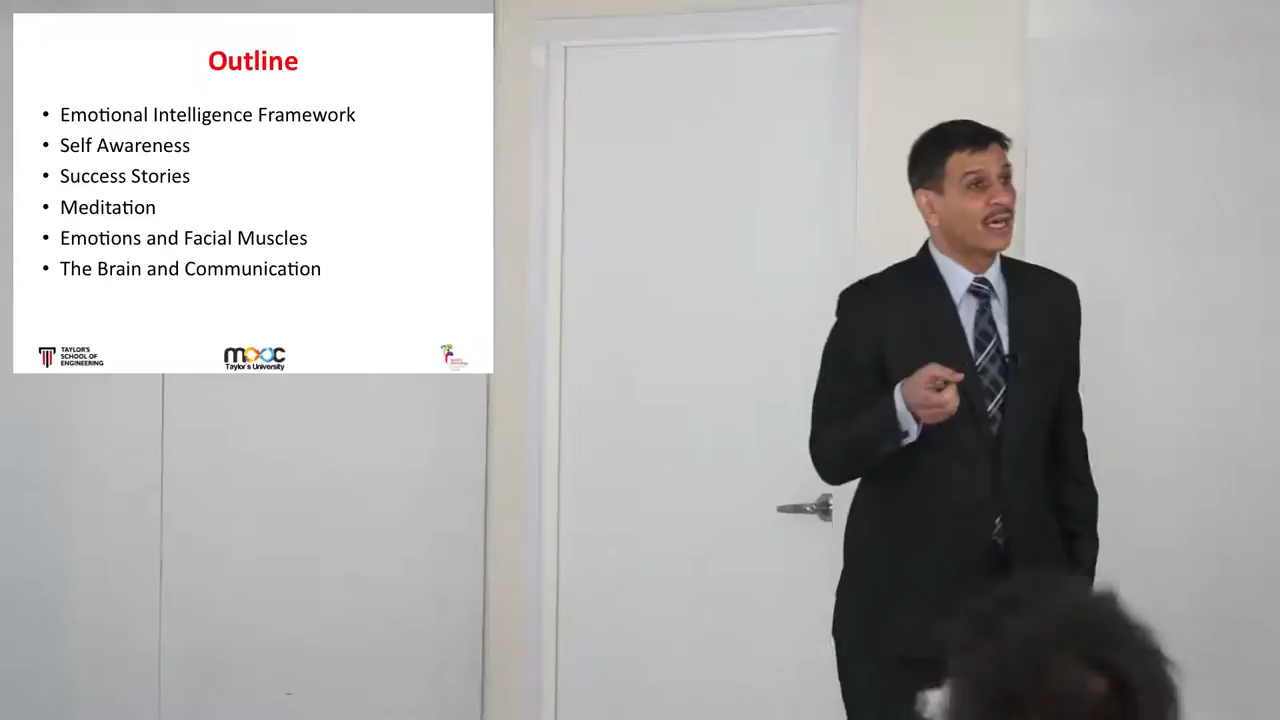 Outline
• Emotional Intelligence Framework
• Self Awareness
• Success Stories
• Meditation
• Emotions and Facial Muscles
• The Brain and Communication
TAYLOR'S
SCHOOL OF
ENGINEERING
mooc
Taylor's University